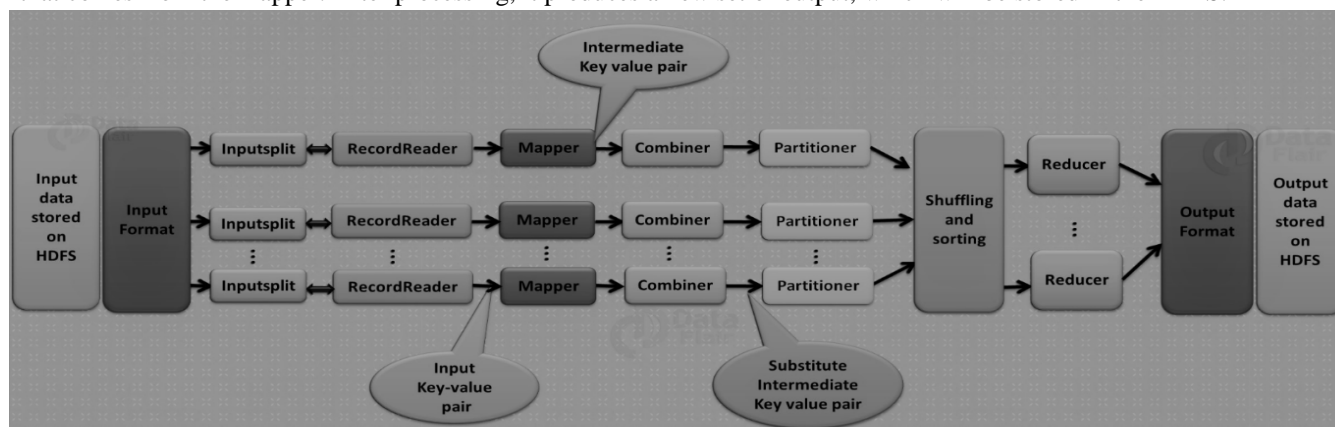 Intermediate
Key value pair
Input
data
stored
on
HDFS
Input
Format
Inputsplit
RecordReader
Mapper
Combiner
Partitioner
Inputsplit
RecordReader
Mapper
Combiner
Partitioner
Inputsplit
RecordReader
Mapper
Combiner
Partitioner
Shuffling
and
sorting
Reducer
Reducer
Output
Format
Output
data
stored
on
HDFS
Input
Key-value
pair
Substitute
Intermediate
Key value pair
Data
Flair